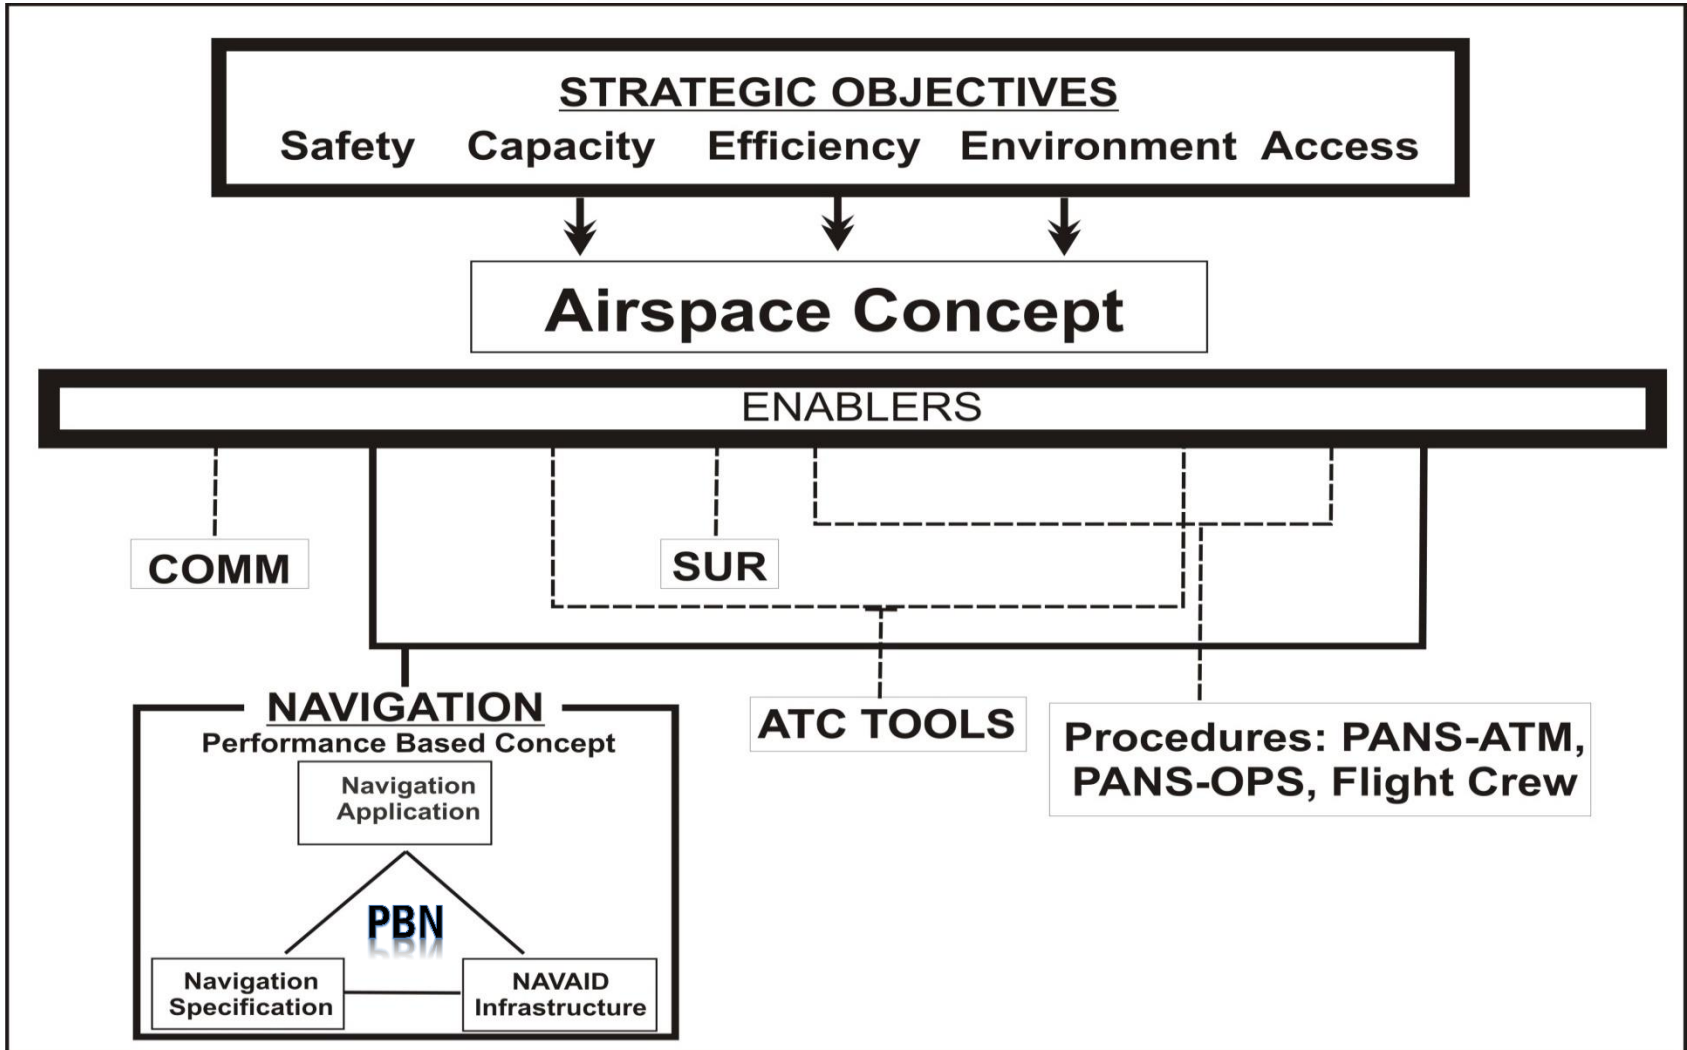 STRATEGIC OBJECTIVES
Safety Capacity Efficiency Environment Access
Airspace Concept
ENABLERS
COMM
SUR
NAVIGATION
Performance Based Concept
Navigation
Application
PBN
Navigation
Specification
NAVAID
Infrastructure
ATC TOOLS
Procedures: PANS-ATM,
PANS-OPS, Flight Crew